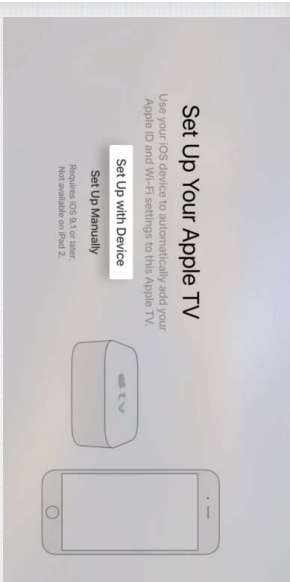 Set Up Your Apple TV
Use your iOS device to automatically add your
Apple ID and Wi-Fi settings to this Apple TV.
Set Up with Device
Set Up Manually
Requires iOS 9.1 or later.
Not available on iPad 2.
tv